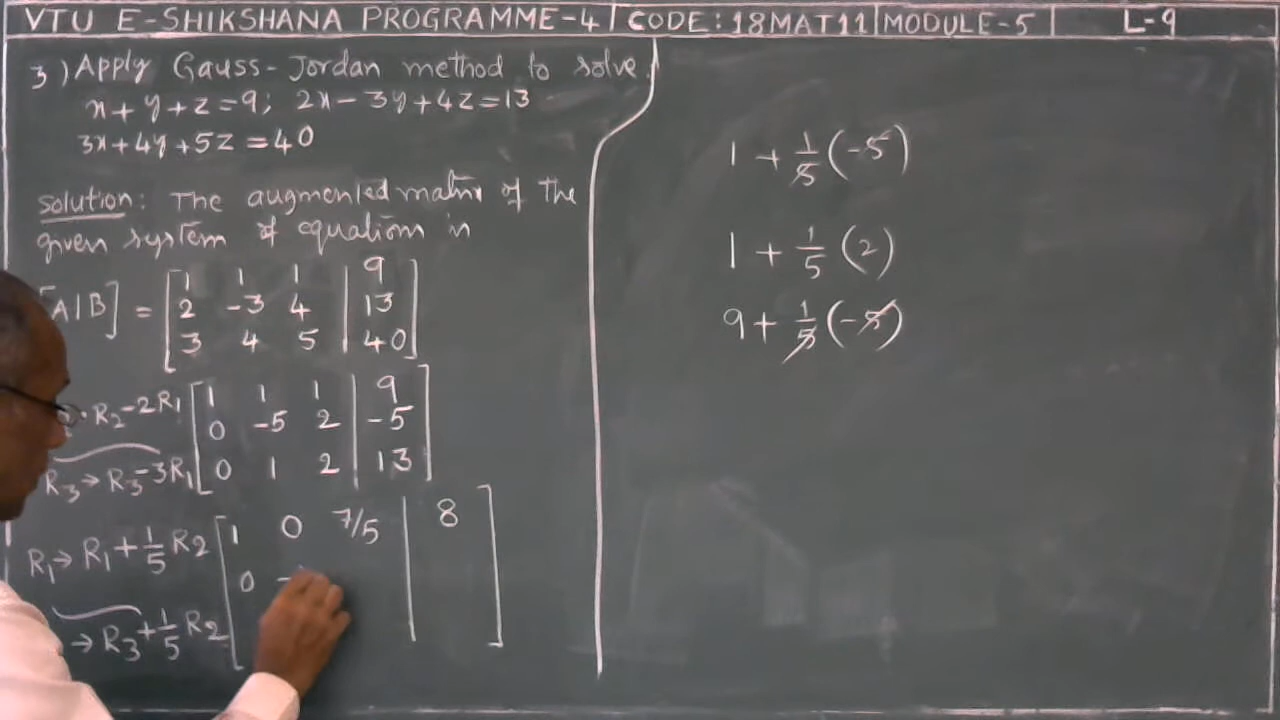 VTU E-SHIKSHANA PROGRAMME-4 | CODE: 18MAT11 | MODULE-5 | L-9
3) Apply Gauss-Jordan method to solve.
x + y + z = 9; 2x - 3y + 4z = 13
3x + 4y + 5z = 40
solution: The augmented matrix of the
given system of equation is
[A|B] = [1 1 1 | 9
2 -3 4 | 13
3 4 5 | 40]
R2-2R1 [1 1 1 | 9
0 -5 2 | -5
R3→R3-3R1 0 1 2 | 13]
R1→R1+1/5 R2 [1 0 7/5 | 8
0
→R3+1/5 R2
1 + 1/5 (-5)
1 + 1/5 (2)
9 + 1/5 (-5)